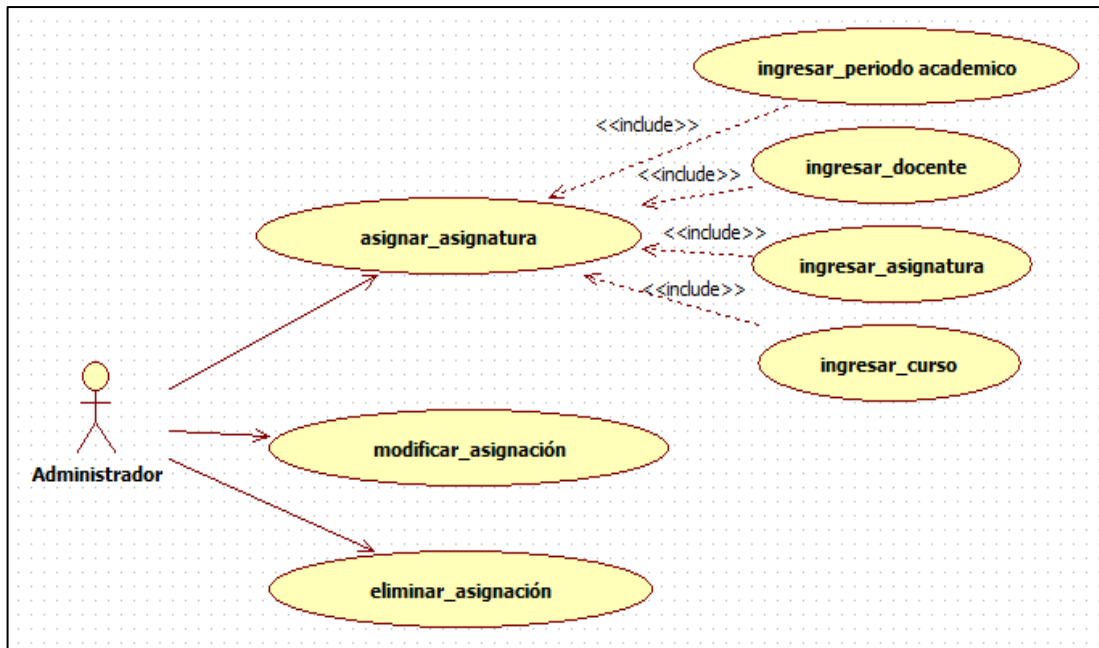 ingresar_periodo academico
<<include>>
ingresar_docente
<<include>>
asignar_asignatura
<<include>>
ingresar_asignatura
<<include>>
ingresar_curso
Administrador
modificar_asignación
eliminar_asignación